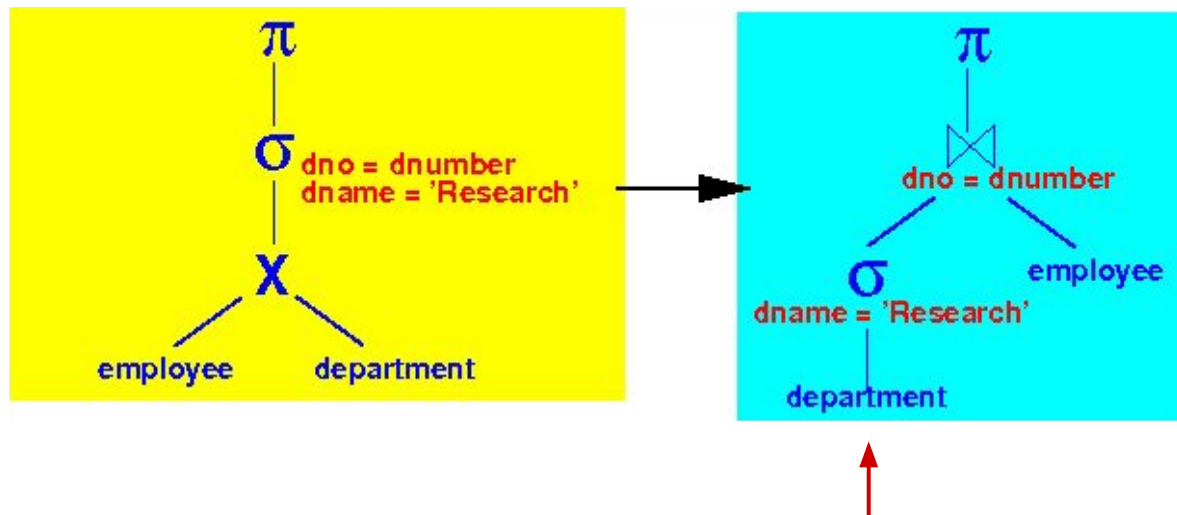 π
σ
dno = dnumber
dname = 'Research'
X
employee
department
π
dno = dnumber
σ
employee
dname = 'Research'
department